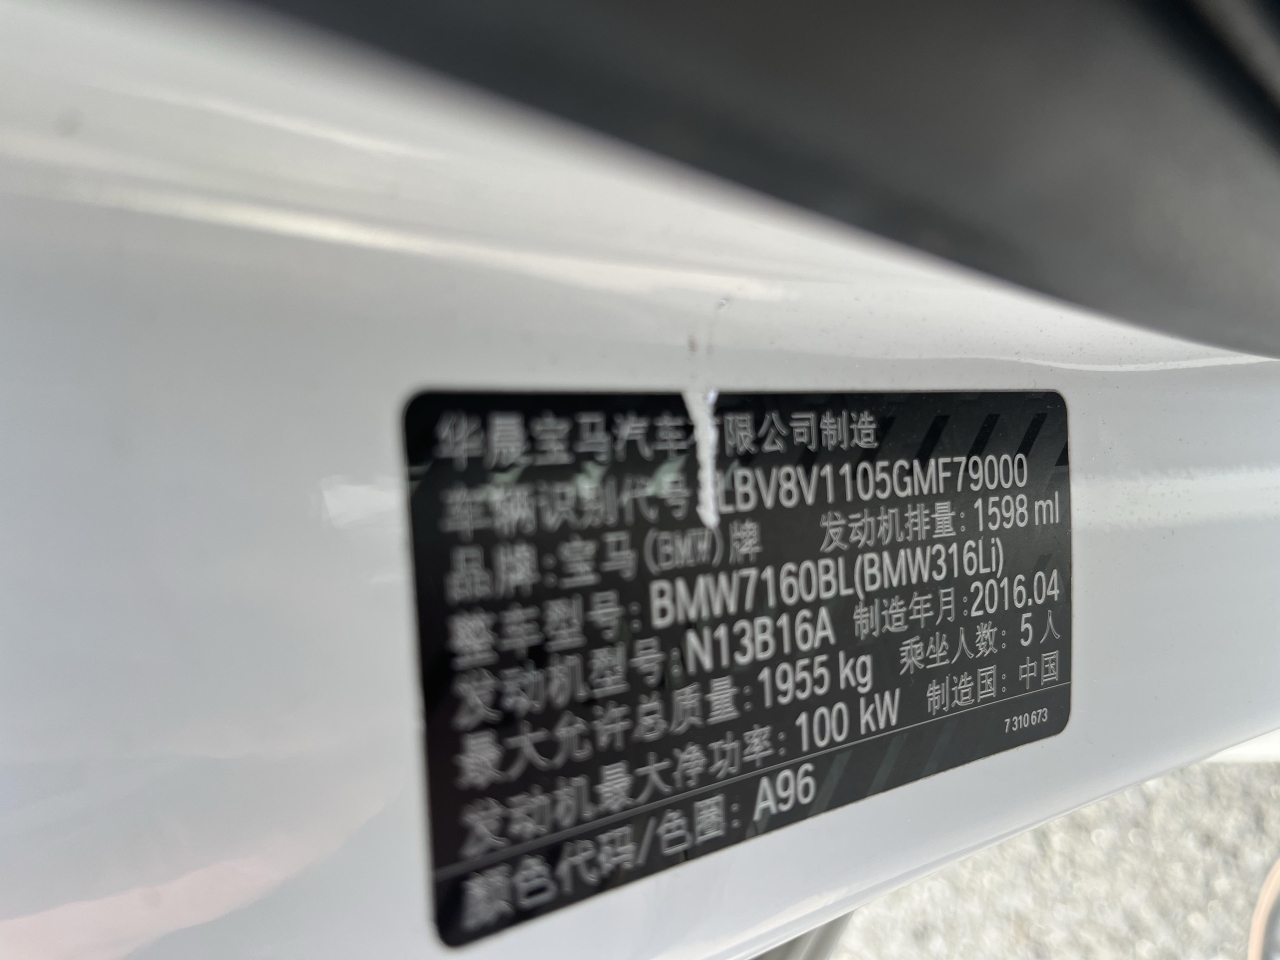 华晨宝马汽车有限公司制造
车辆识别代号:LBV8V1105GMF79000
品牌:宝马(BMW)牌 发动机排量:1598 ml
整车型号:BMW7160BL(BMW316Li)
发动机型号:N13B16A 制造年月:2016.04
最大允许总质量:1955 kg 乘坐人数:5人
发动机最大净功率:100 kW 制造国:中国
颜色代码/色圈:A96 7 310 673